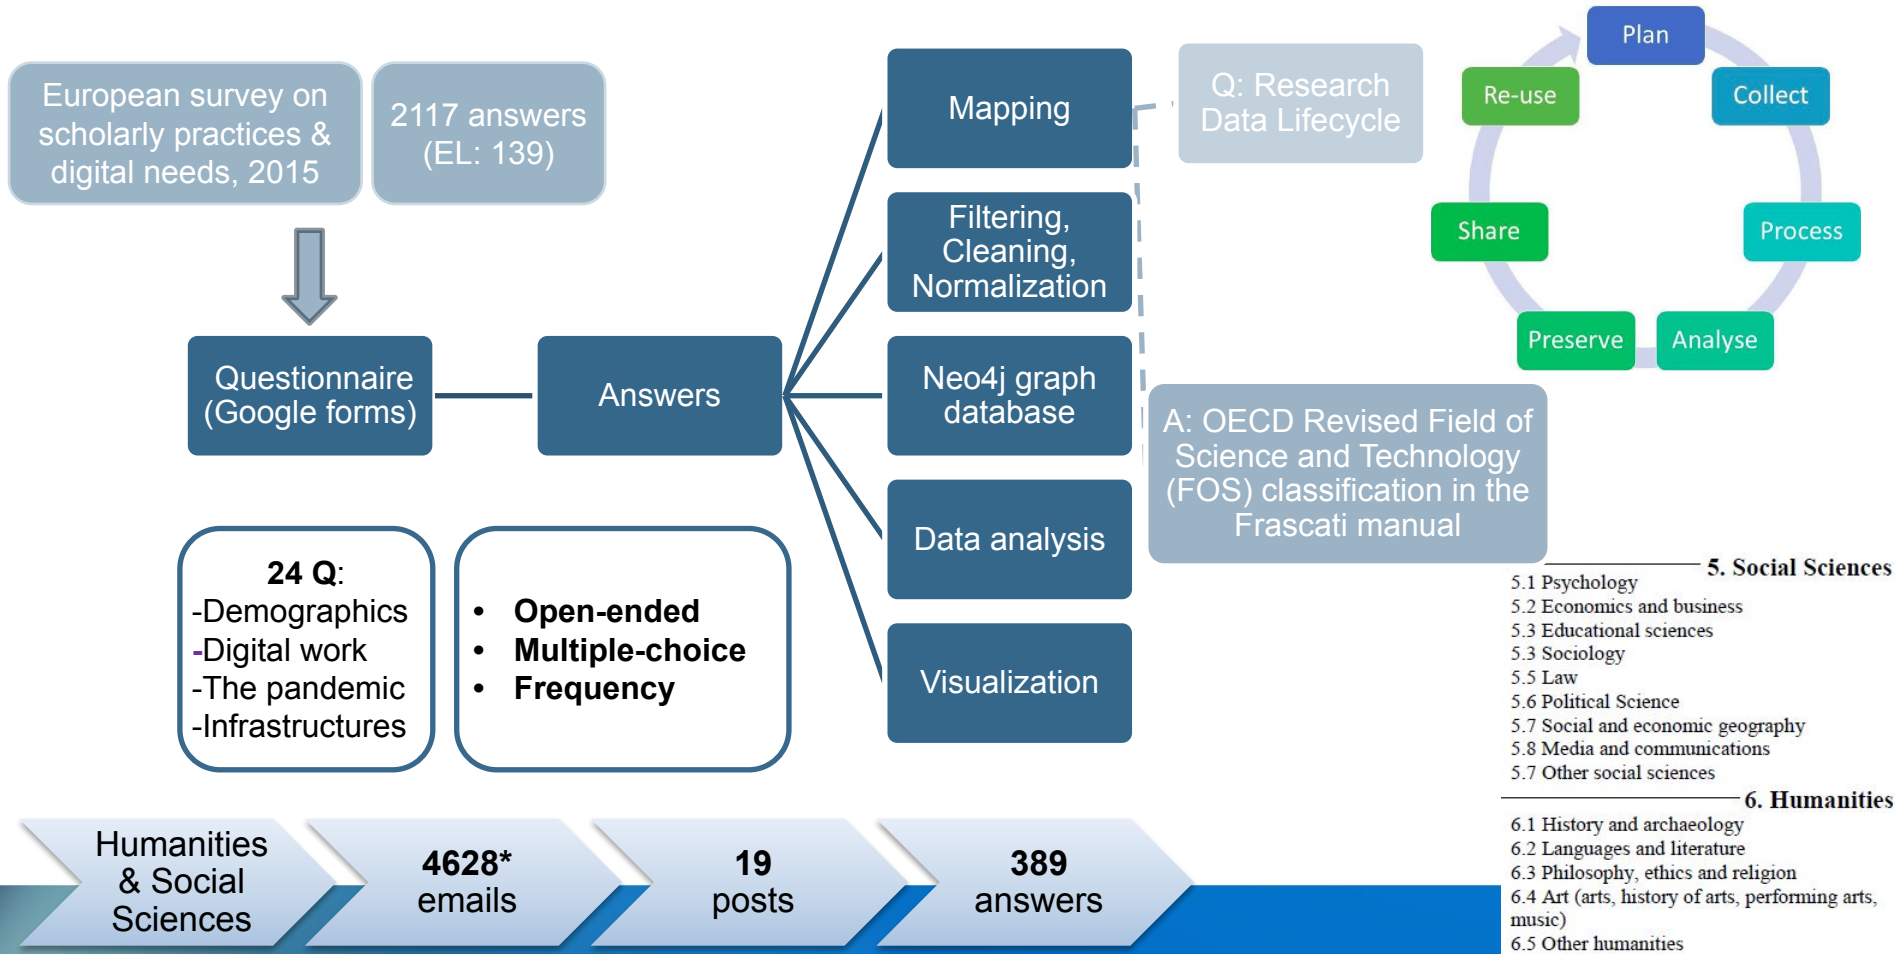 European survey on
scholarly practices &
digital needs, 2015
2117 answers
(EL: 139)
Questionnaire
(Google forms)
Answers
Mapping
Filtering,
Cleaning,
Normalization
Neo4j graph
database
Data analysis
Visualization
Q: Research
Data Lifecycle
A: OECD Revised Field of
Science and Technology
(FOS) classification in the
Frascati manual
Plan
Collect
Process
Analyse
Preserve
Share
Re-use
24 Q:
-Demographics
-Digital work
-The pandemic
-Infrastructures
• Open-ended
• Multiple-choice
• Frequency
5. Social Sciences
5.1 Psychology
5.2 Economics and business
5.3 Educational sciences
5.3 Sociology
5.5 Law
5.6 Political Science
5.7 Social and economic geography
5.8 Media and communications
5.7 Other social sciences
6. Humanities
6.1 History and archaeology
6.2 Languages and literature
6.3 Philosophy, ethics and religion
6.4 Art (arts, history of arts, performing arts,
music)
6.5 Other humanities
Humanities
& Social
Sciences
4628*
emails
19
posts
389
answers